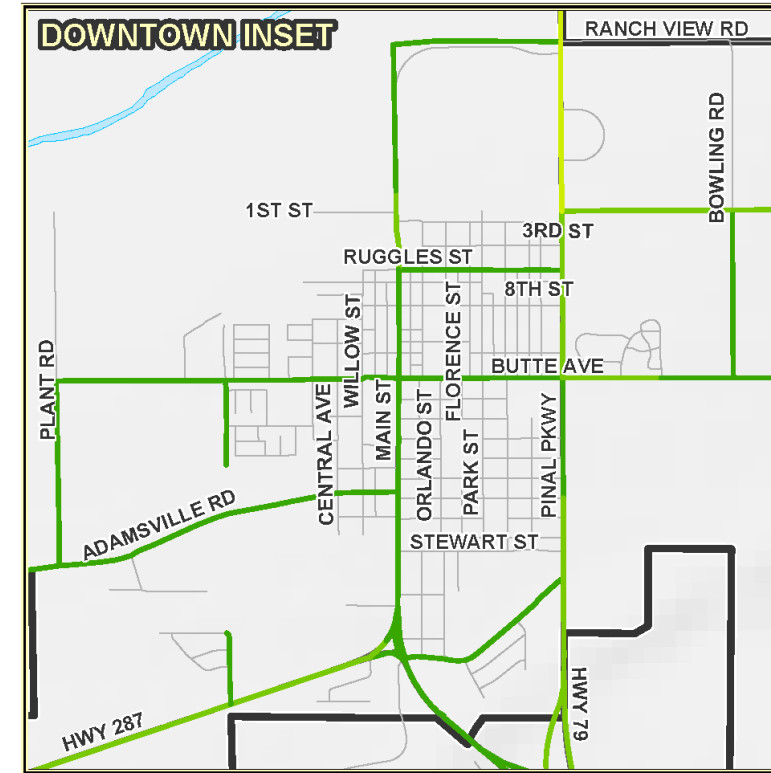 DOWNTOWN INSET
RANCH VIEW RD
BOWLING RD
1ST ST
3RD ST
RUGGLES ST
8TH ST
WILLOW ST
FLORENCE ST
PLANT RD
BUTTE AVE
CENTRAL AVE
MAIN ST
ORLANDO ST
PARK ST
PINAL PKWY
ADAMSVILLE RD
STEWART ST
HWY 287
HWY 79